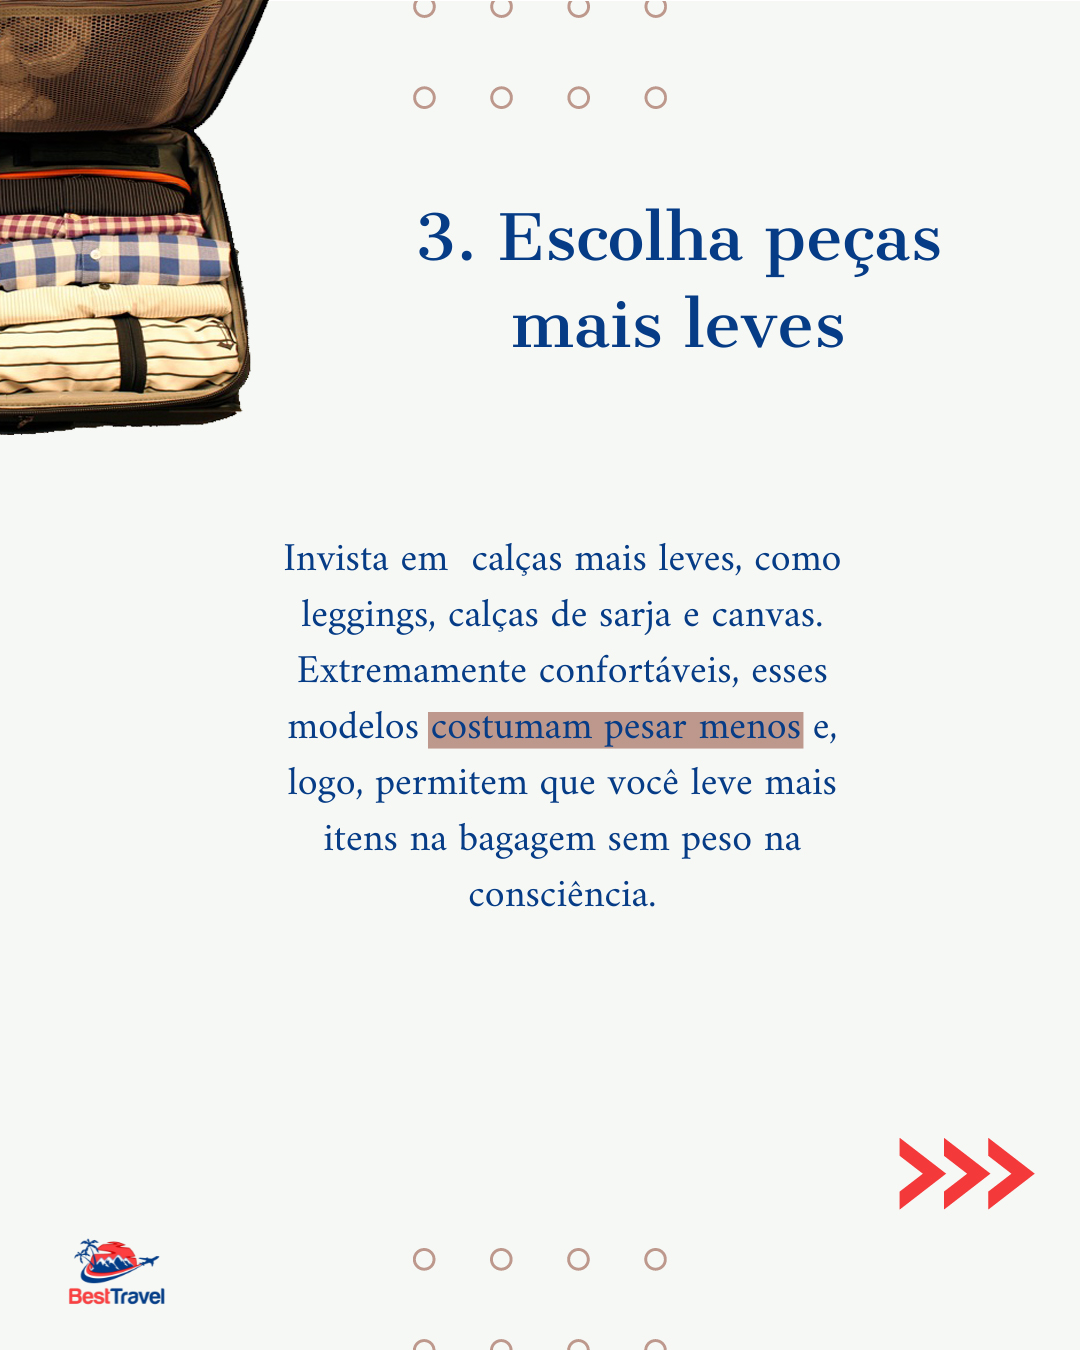 3. Escolha peças
mais leves
Invista em  calças mais leves, como
leggings, calças de sarja e canvas.
Extremamente confortáveis, esses
modelos costumam pesar menos e,
logo, permitem que você leve mais
itens na bagagem sem peso na
consciência.
BestTravel